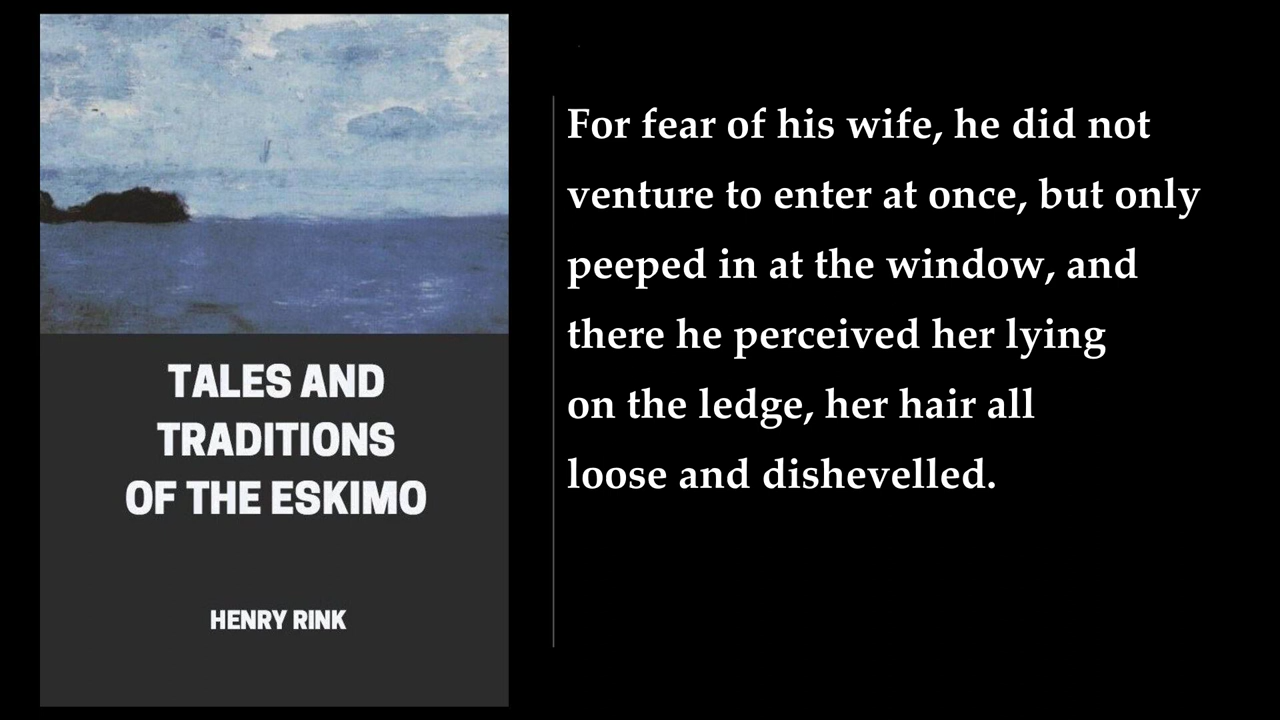 TALES AND
TRADITIONS
OF THE ESKIMO
HENRY RINK
For fear of his wife, he did not
venture to enter at once, but only
peeped in at the window, and
there he perceived her lying
on the ledge, her hair all
loose and dishevelled.